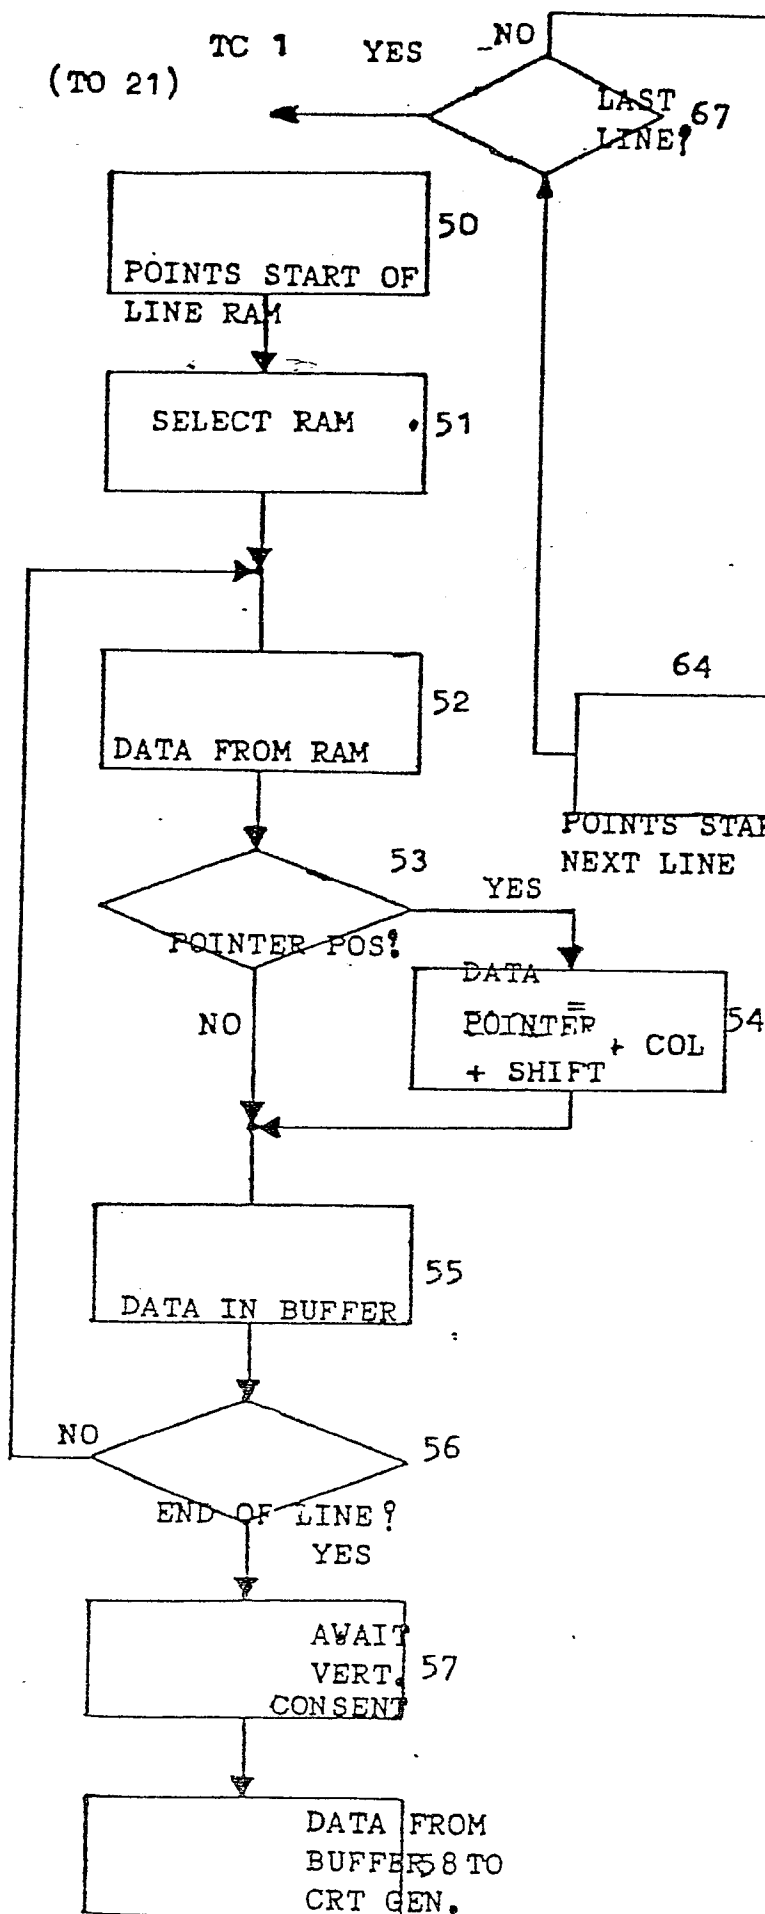 TC 1 YES NO
(TO 21)
LAST 67
LINE?
50
POINTS START OF
LINE RAM
SELECT RAM 51
64
52
DATA FROM RAM
POINTS STAR
NEXT LINE
53
YES
POINTER POS?
DATA
=
POINTER + COL 54
+ SHIFT
NO
55
DATA IN BUFFER
NO 56
END OF LINE?
YES
AWAIT
VERT. 57
CONSENT
DATA FROM
BUFFER 58 TO
CRT GEN.